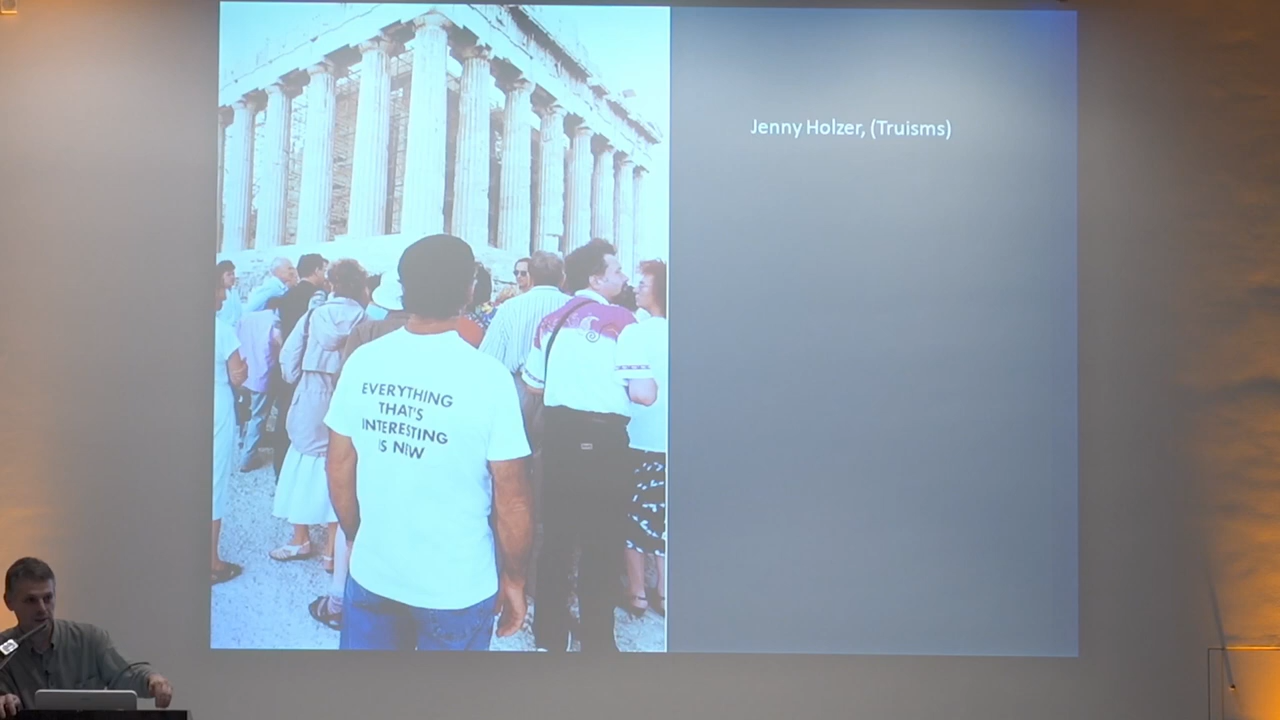 Jenny Holzer, (Truisms)
EVERYTHING
THAT'S
INTERESTING
IS NEW